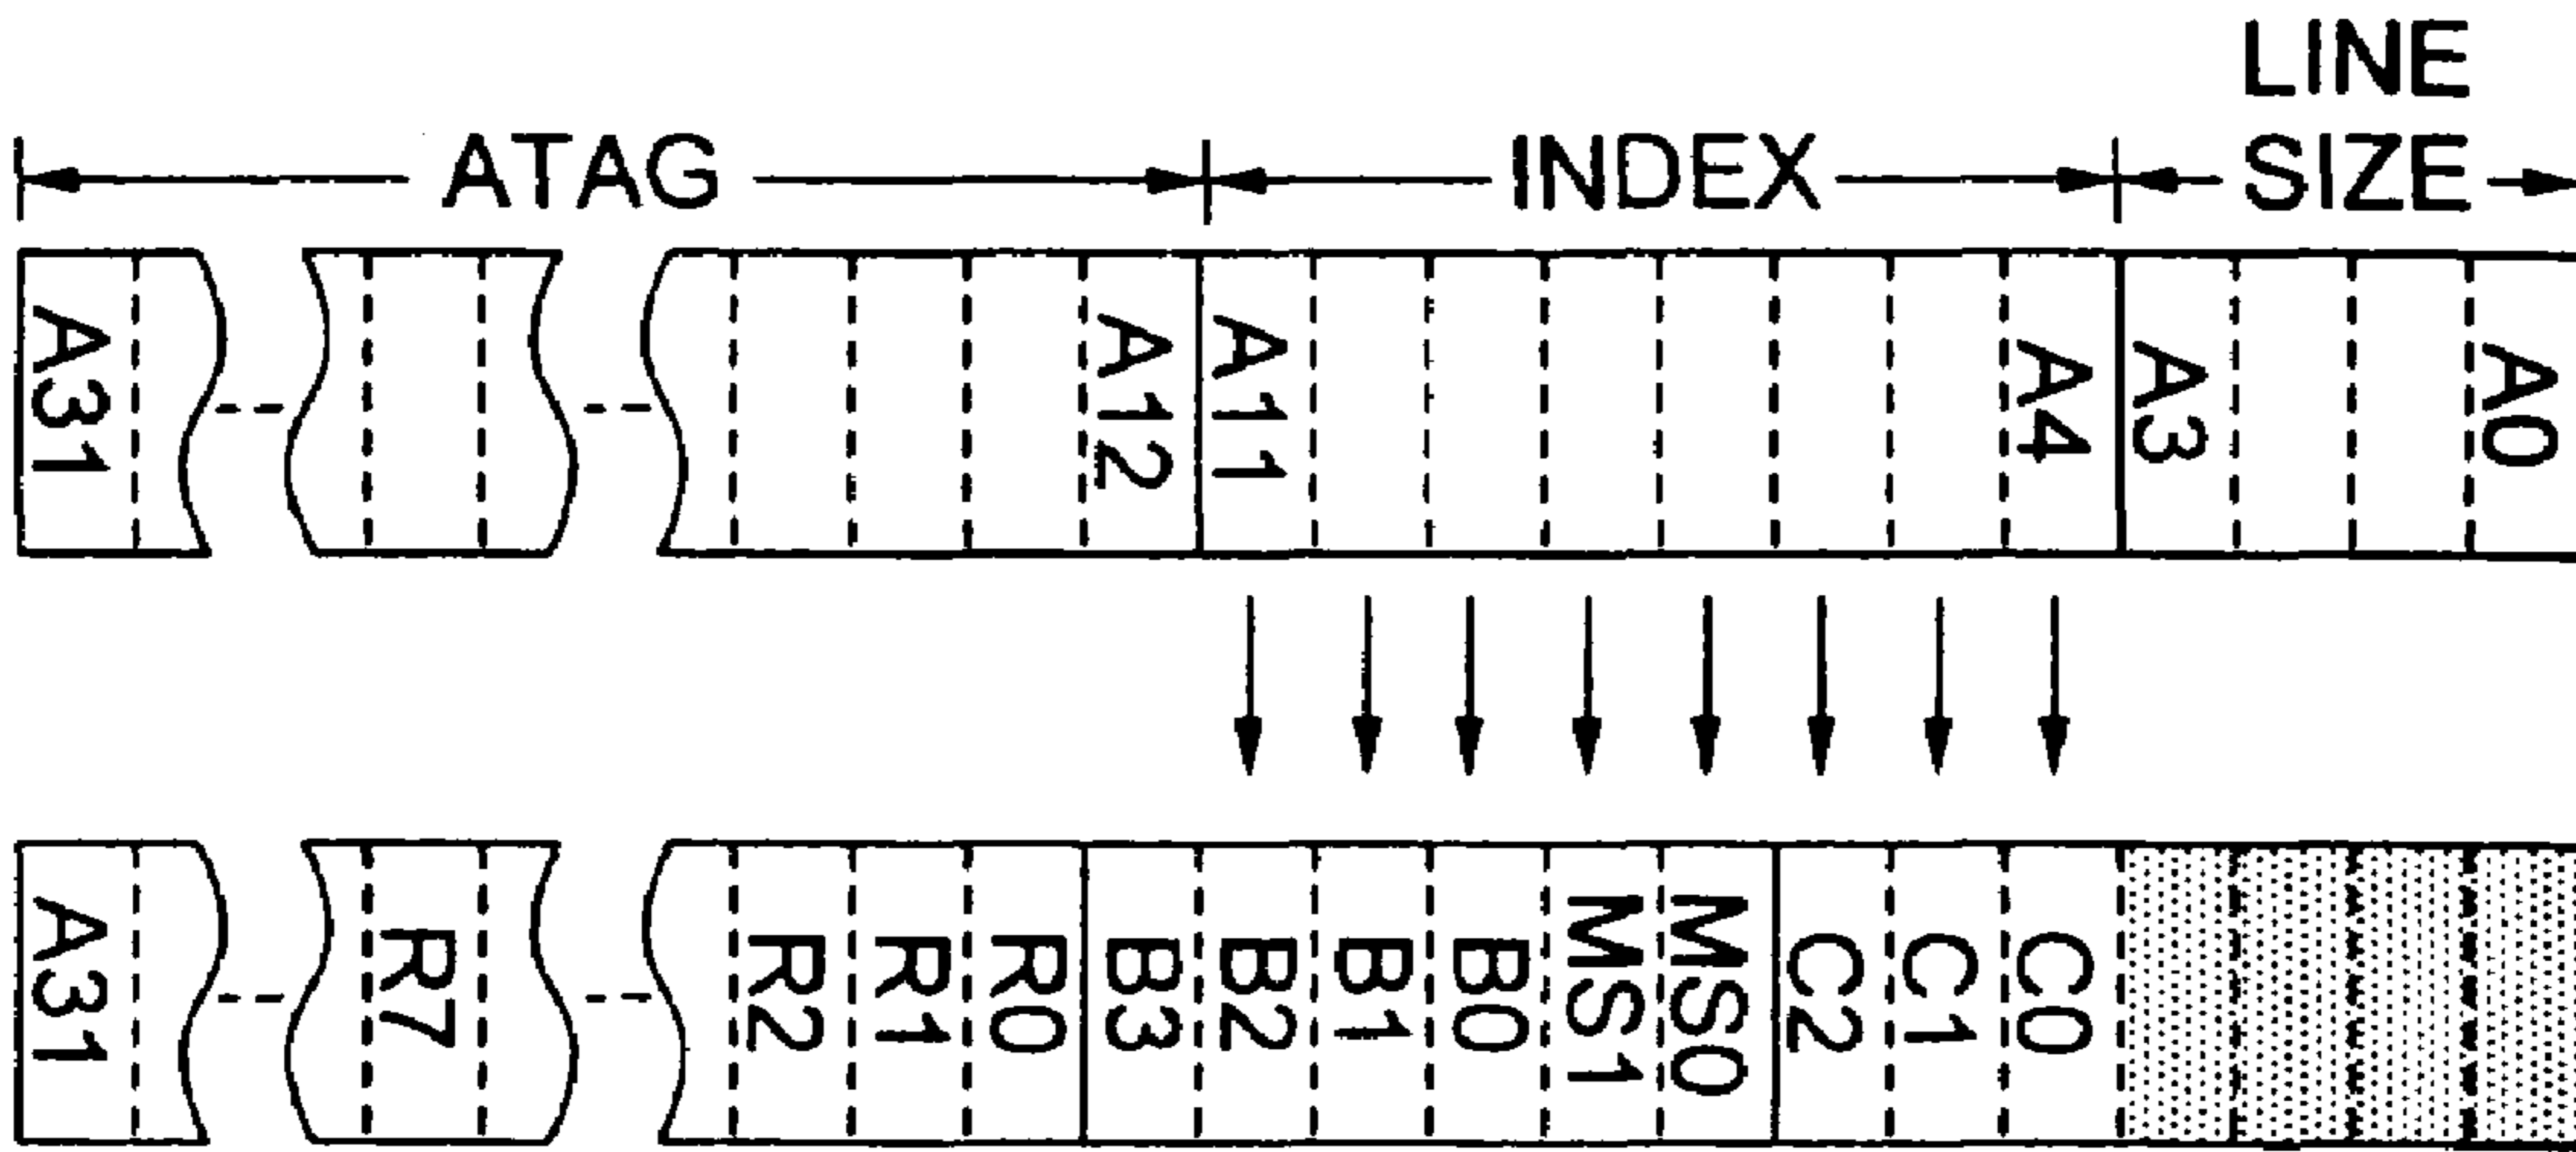 LINE
ATAG INDEX SIZE
A31 A12 A11 A4 A3 A0
A31 R7 R2 R1 R0 B3 B2 B1 B0 MS1 MS0 C2 C1 C0